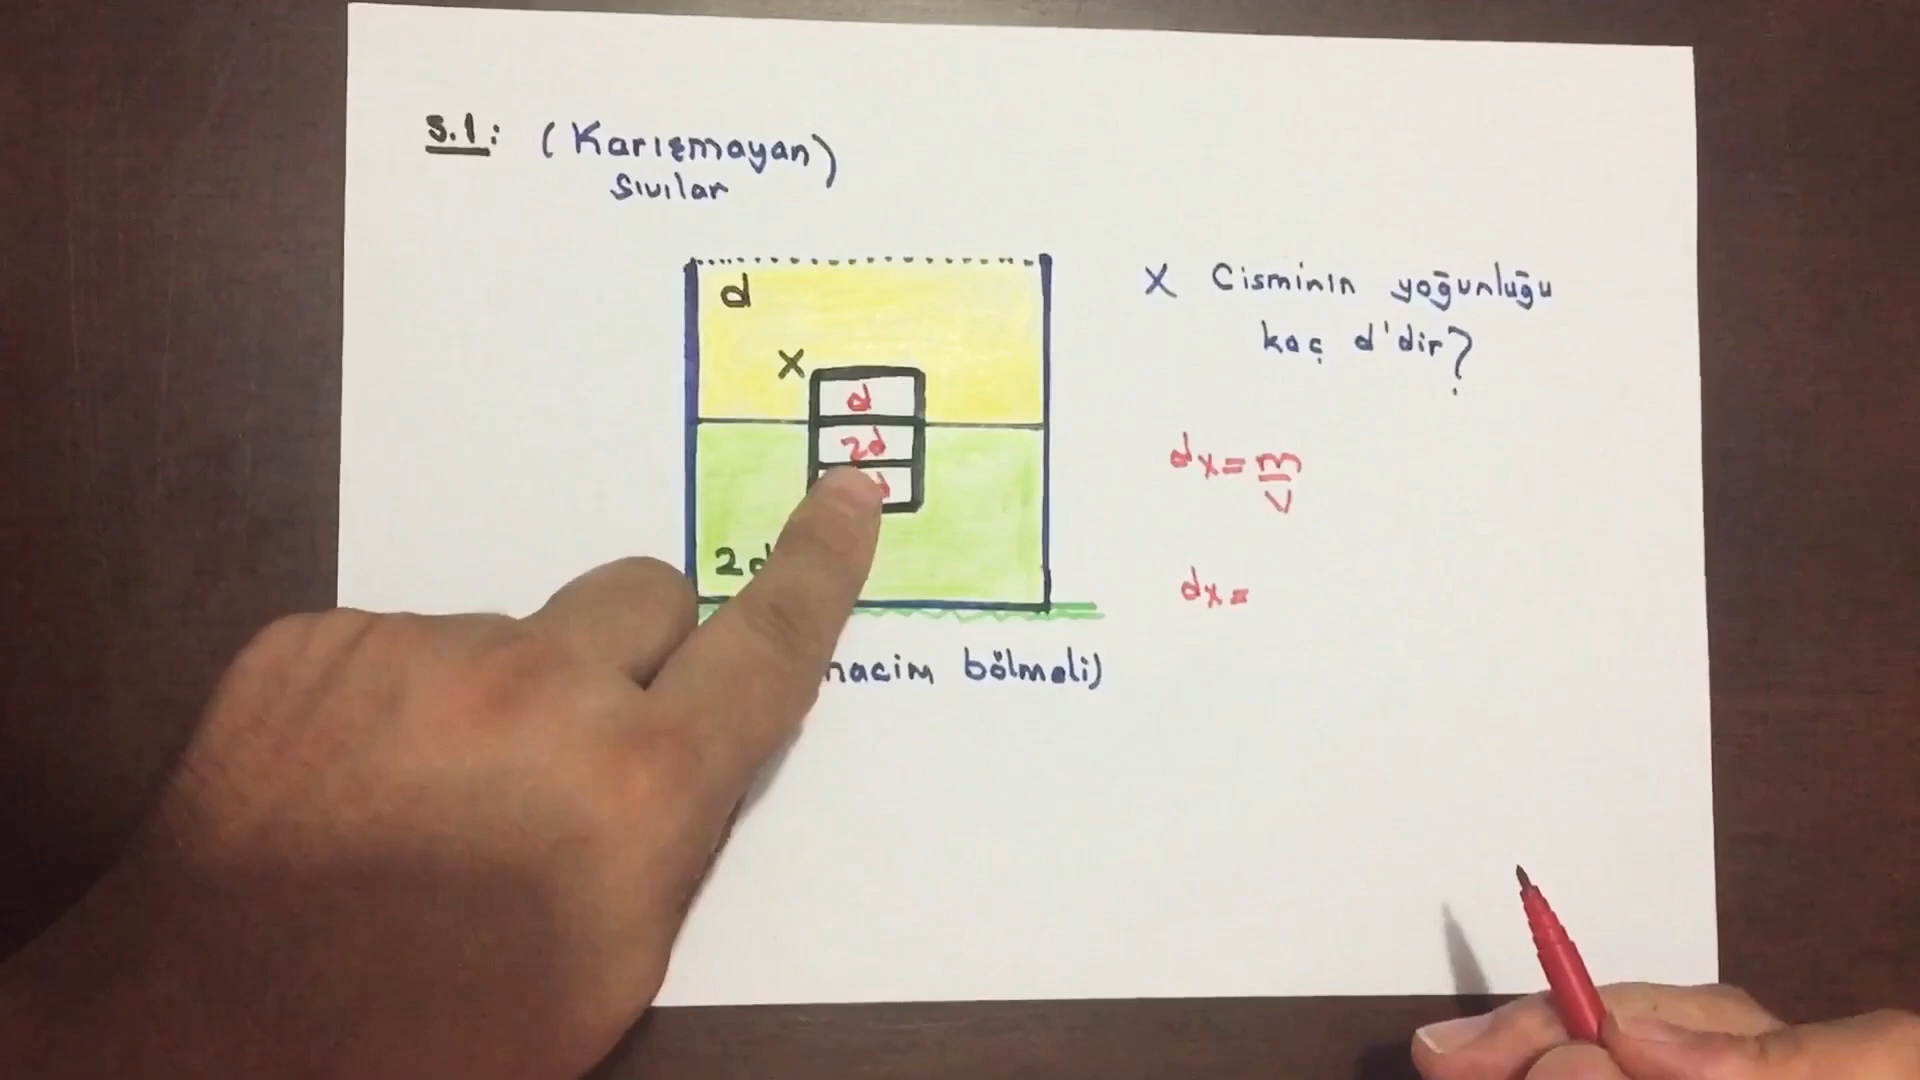 S.1: (Karışmayan)
Sıvılar
d
X
d
2d
d
2d
X Cisminin yoğunluğu
kaç d'dir?
dx = m
V
dx =
hacim bölmeli)